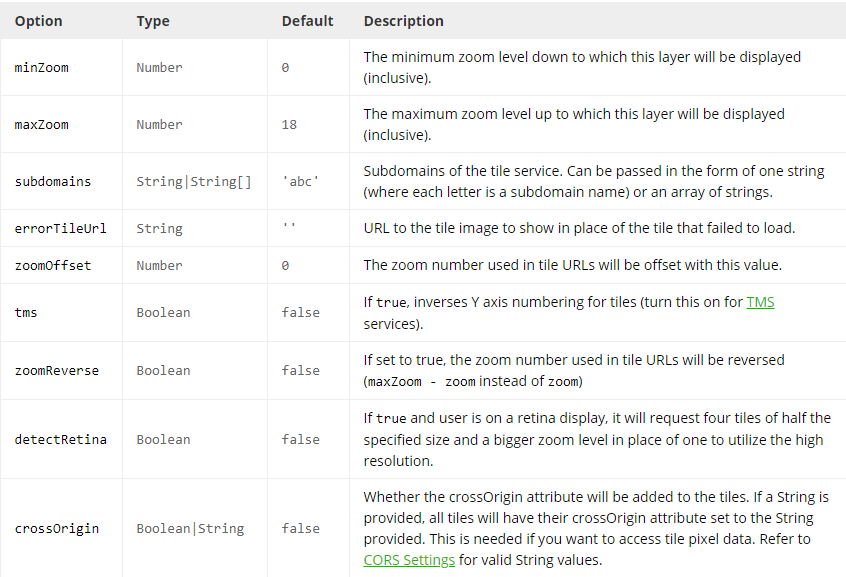 Option Type Default Description
minZoom Number 0 The minimum zoom level down to which this layer will be displayed
(inclusive).
maxZoom Number 18 The maximum zoom level up to which this layer will be displayed
(inclusive).
subdomains String|String[] 'abc' Subdomains of the tile service. Can be passed in the form of one string
(where each letter is a subdomain name) or an array of strings.
errorTileUrl String '' URL to the tile image to show in place of the tile that failed to load.
zoomOffset Number 0 The zoom number used in tile URLs will be offset with this value.
tms Boolean false If true, inverses Y axis numbering for tiles (turn this on for TMS
services).
zoomReverse Boolean false If set to true, the zoom number used in tile URLs will be reversed
(maxZoom - zoom instead of zoom)
detectRetina Boolean false If true and user is on a retina display, it will request four tiles of half the
specified size and a bigger zoom level in place of one to utilize the high
resolution.
crossOrigin Boolean|String false Whether the crossOrigin attribute will be added to the tiles. If a String is
provided, all tiles will have their crossOrigin attribute set to the String
provided. This is needed if you want to access tile pixel data. Refer to
CORS Settings for valid String values.